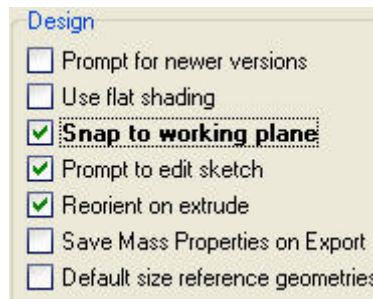 Design
Prompt for newer versions
Use flat shading
Snap to working plane
Prompt to edit sketch
Reorient on extrude
Save Mass Properties on Export
Default size reference geometries